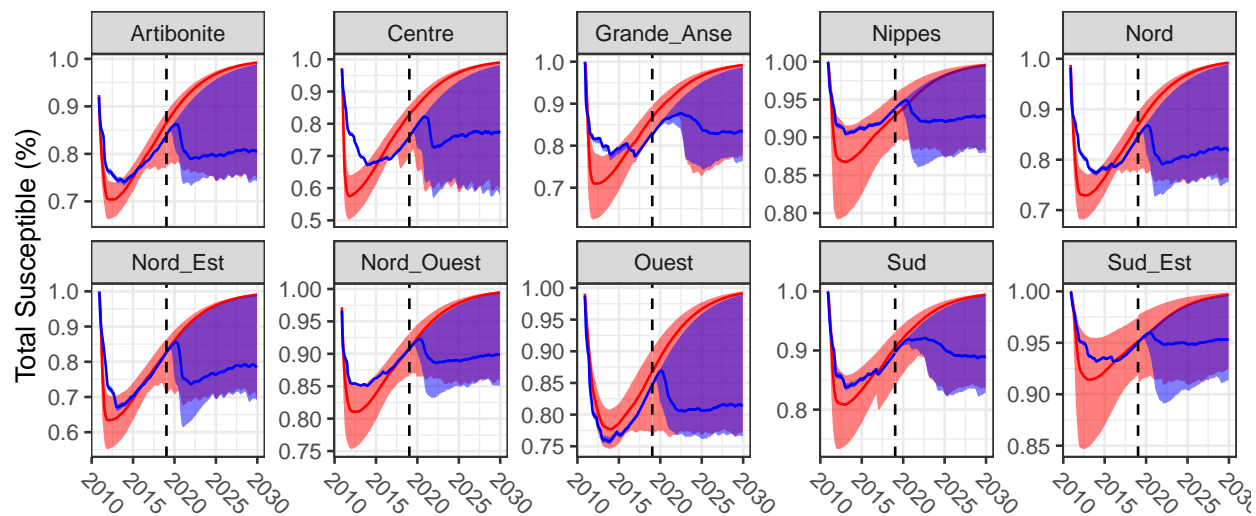 Artibonite Centre Grande_Anse Nippes Nord
1.0 0.9 0.8 0.7
1.0 0.9 0.8 0.7 0.6 0.5
1.0 0.9 0.8 0.7
1.00 0.95 0.90 0.85 0.80
1.0 0.9 0.8 0.7
Total Susceptible (%)
Nord_Est Nord_Ouest Ouest Sud Sud_Est
1.0 0.9 0.8 0.7 0.6
1.00 0.95 0.90 0.85 0.80 0.75
1.00 0.95 0.90 0.85 0.80 0.75
1.0 0.9 0.8
1.00 0.95 0.90 0.85
2010 2015 2020 2025 2030
2010 2015 2020 2025 2030
2010 2015 2020 2025 2030
2010 2015 2020 2025 2030
2010 2015 2020 2025 2030